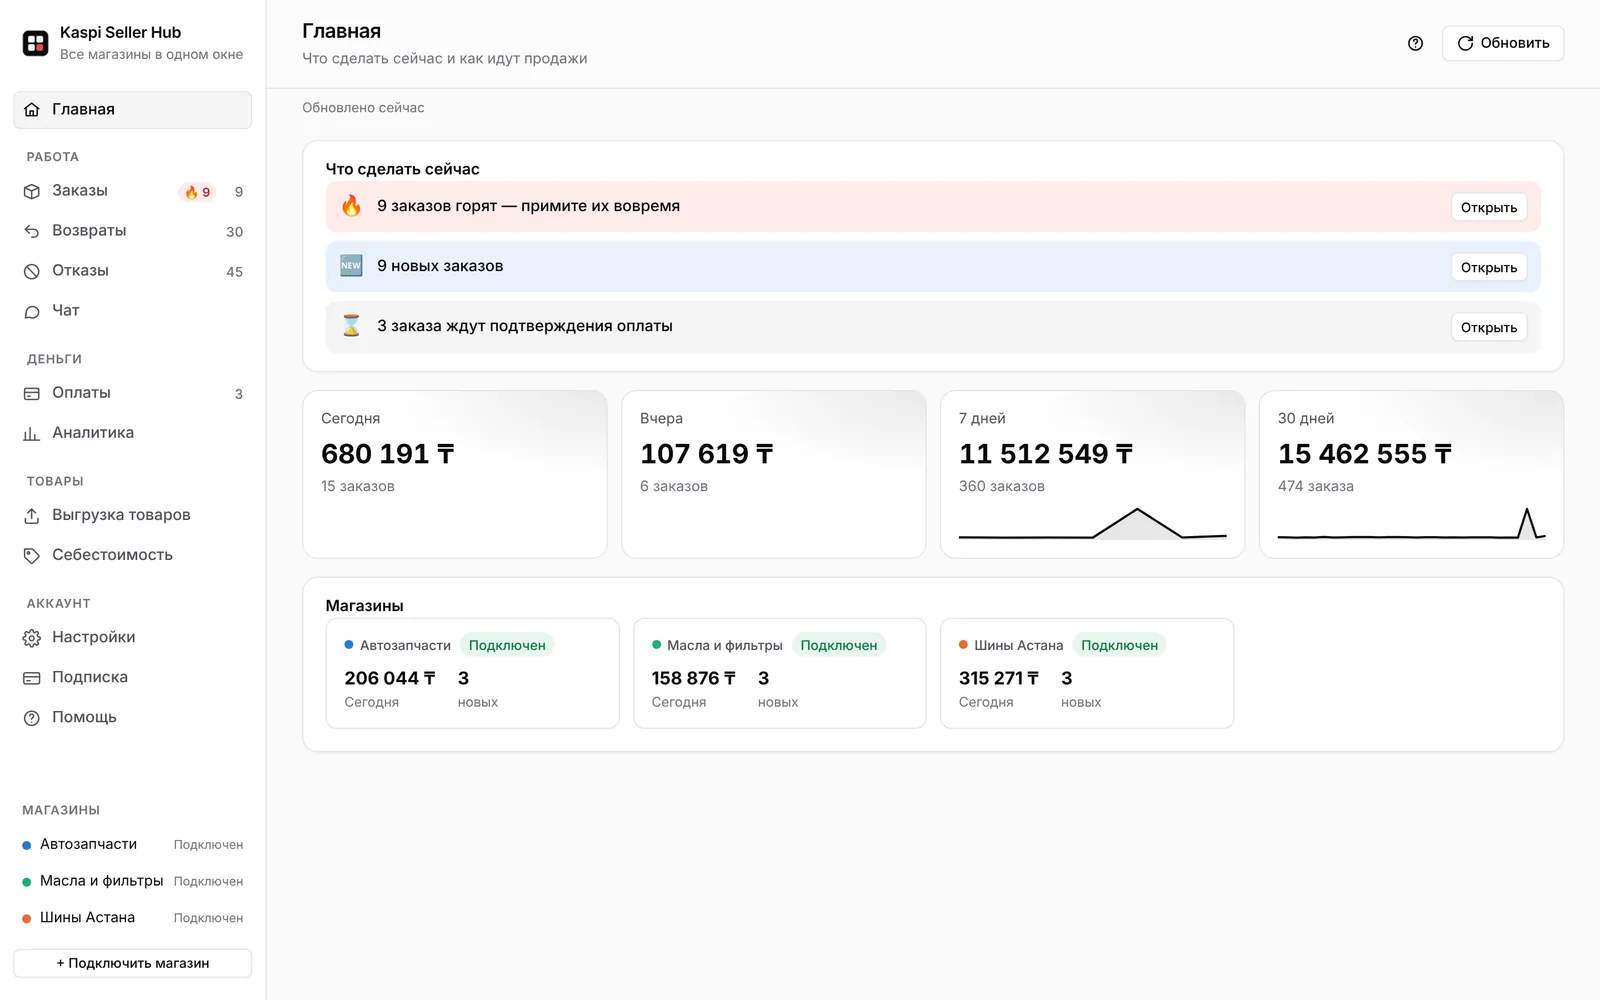 Kaspi Seller Hub
Все магазины в одном окне
Главная
РАБОТА
Заказы 🔥 9 9
Возвраты 30
Отказы 45
Чат
ДЕНЬГИ
Оплаты 3
Аналитика
ТОВАРЫ
Выгрузка товаров
Себестоимость
АККАУНТ
Настройки
Подписка
Помощь
МАГАЗИНЫ
Автозапчасти Подключен
Масла и фильтры Подключен
Шины Астана Подключен
+ Подключить магазин
Главная
Что сделать сейчас и как идут продажи
Обновить
Обновлено сейчас
Что сделать сейчас
🔥 9 заказов горят — примите их вовремя Открыть
🆕 9 новых заказов Открыть
⌛ 3 заказа ждут подтверждения оплаты Открыть
Сегодня
680 191 ₸
15 заказов
Вчера
107 619 ₸
6 заказов
7 дней
11 512 549 ₸
360 заказов
30 дней
15 462 555 ₸
474 заказа
Магазины
Автозапчасти Подключен
206 044 ₸ 3
Сегодня новых
Масла и фильтры Подключен
158 876 ₸ 3
Сегодня новых
Шины Астана Подключен
315 271 ₸ 3
Сегодня новых